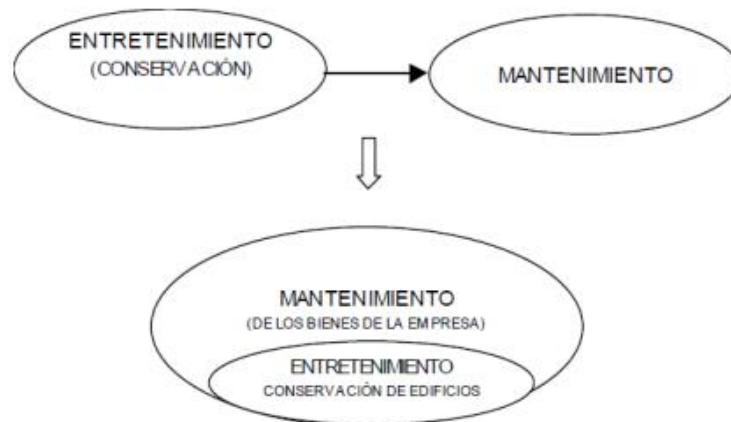 ENTRETENIMIENTO
(CONSERVACIÓN)
MANTENIMIENTO
MANTENIMIENTO
(DE LOS BIENES DE LA EMPRESA)
ENTRETENIMIENTO
CONSERVACIÓN DE EDIFICIOS